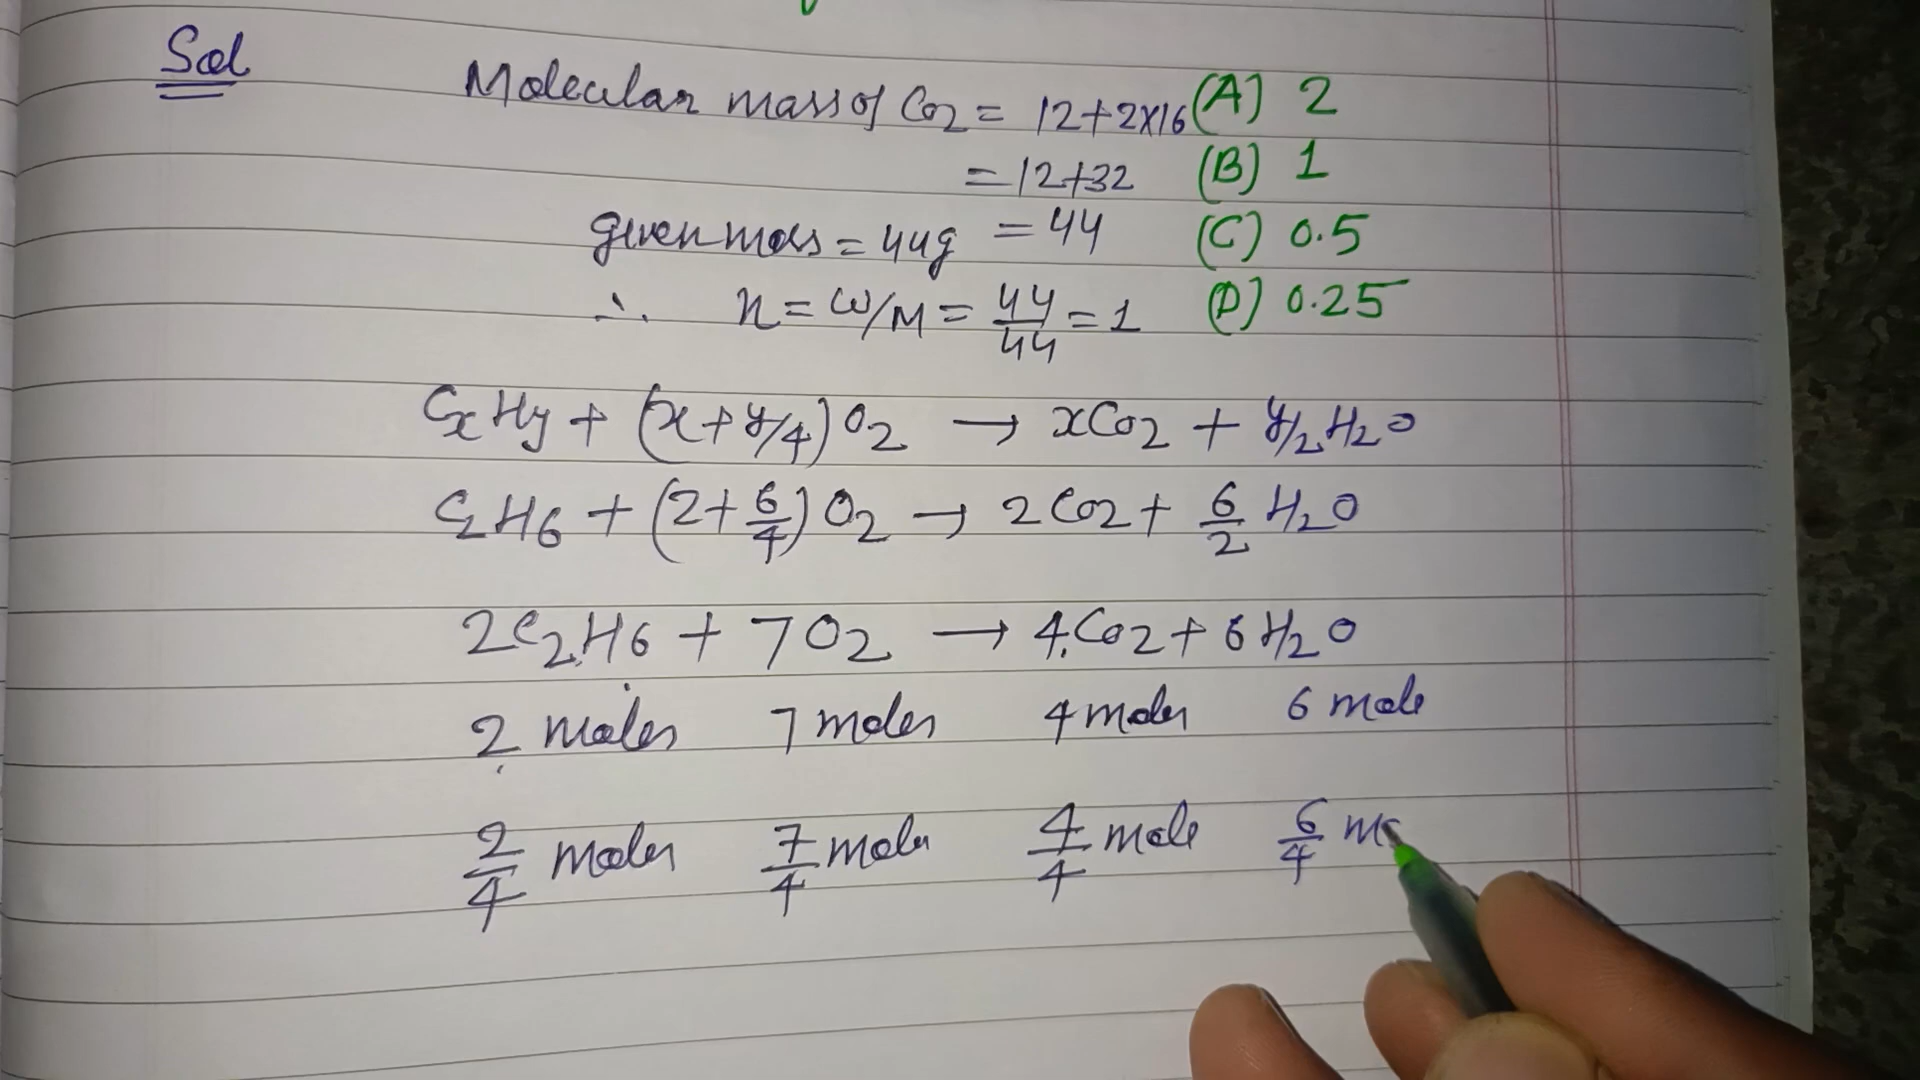 Sol
Molecular mass of Co2 = 12+2×16 (A) 2
= 12+32 (B) 1
given mass = 44g = 44 (C) 0.5
∴ n = W/M = 44/44 = 1 (D) 0.25
CxHy + (x+y/4) O2 → xCo2 + y/2 H2O
C2H6 + (2+6/4) O2 → 2Co2 + 6/2 H2O
2C2H6 + 7O2 → 4Co2 + 6H2O
2 moles 7 moles 4 moles 6 mole
2/4 moles 7/4 moles 4/4 mole 6/4 mo